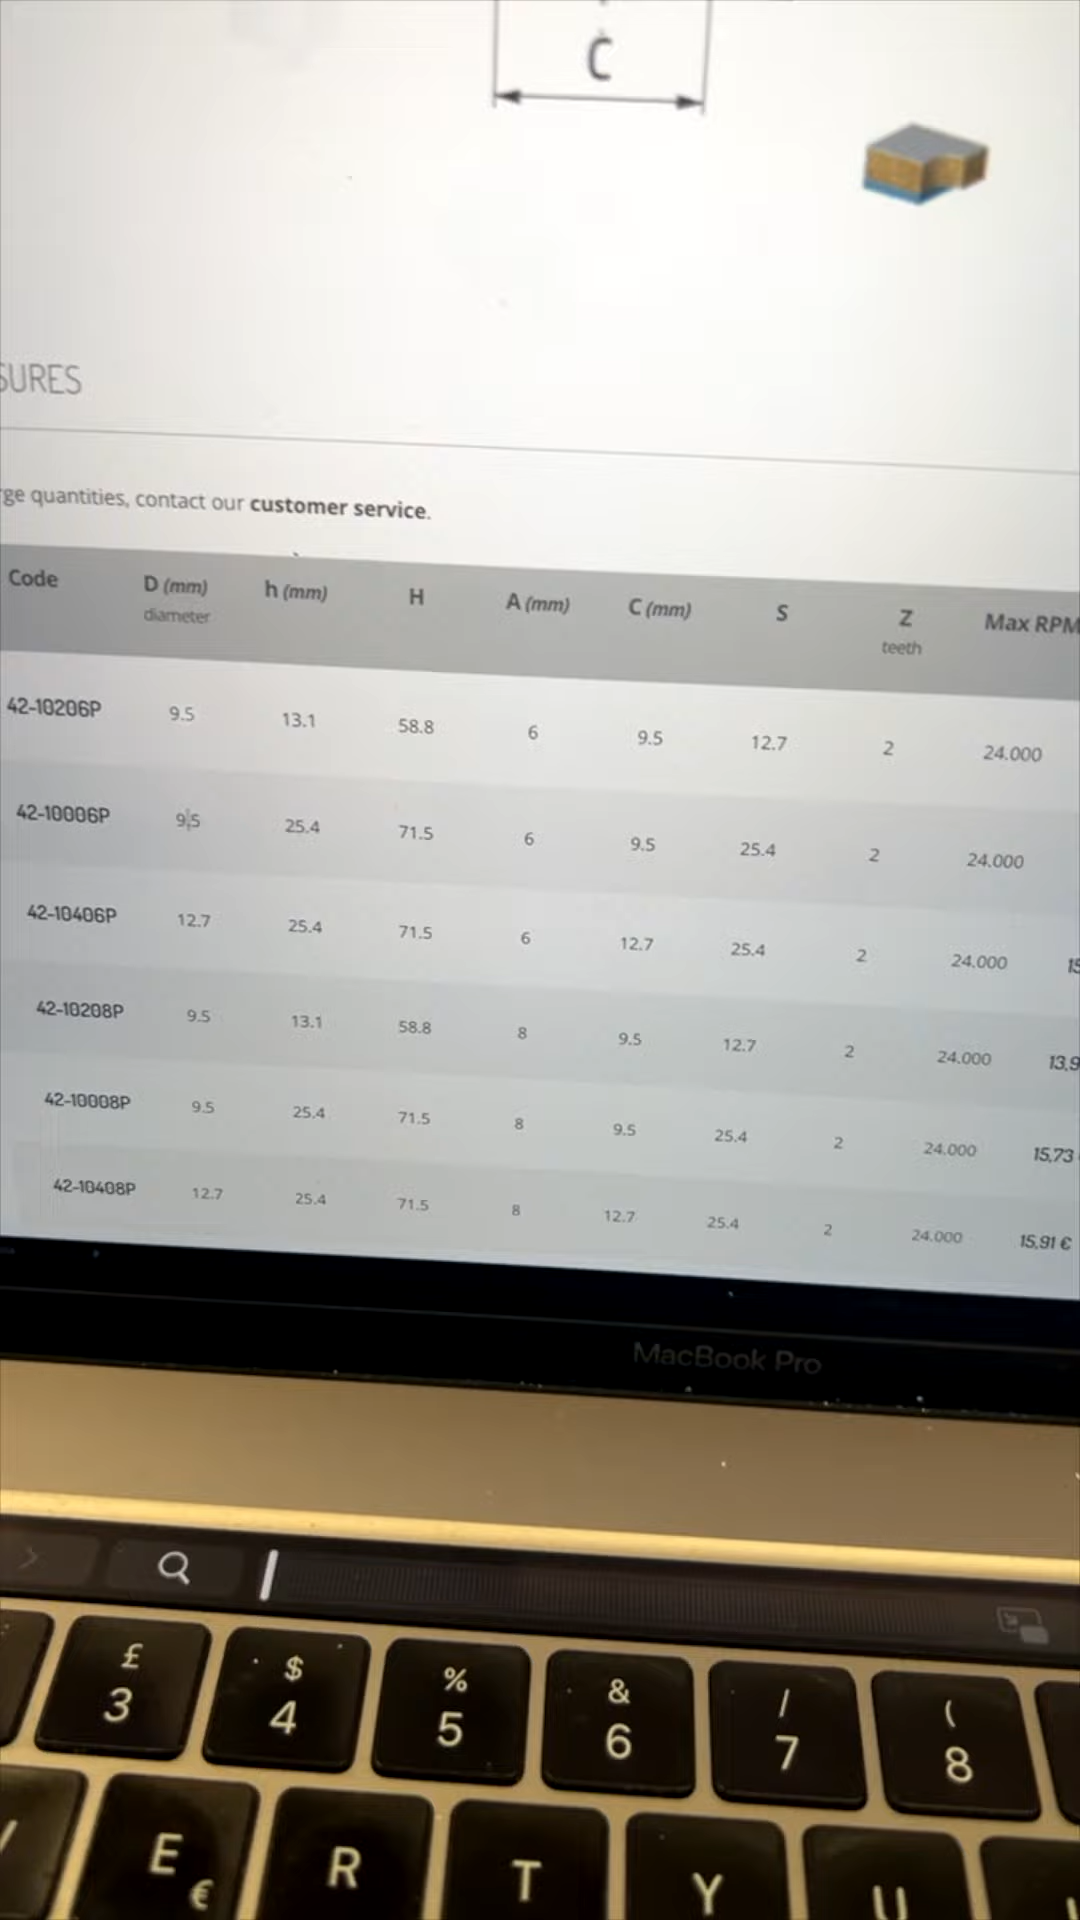 C
SURES
rge quantities, contact our customer service.
Code D (mm) h (mm) H A (mm) C (mm) S Z Max RPM
diameter teeth
42-10206P 9.5 13.1 58.8 6 9.5 12.7 2 24.000
42-10006P 9.5 25.4 71.5 6 9.5 25.4 2 24.000
42-10406P 12.7 25.4 71.5 6 12.7 25.4 2 24.000 15
42-10208P 9.5 13.1 58.8 8 9.5 12.7 2 24.000 13,9
42-10008P 9.5 25.4 71.5 8 9.5 25.4 2 24.000 15,73
42-10408P 12.7 25.4 71.5 8 12.7 25.4 2 24.000 15,91 €
MacBook Pro
£ $ % & / (
3 4 5 6 7 8
E € R T Y U